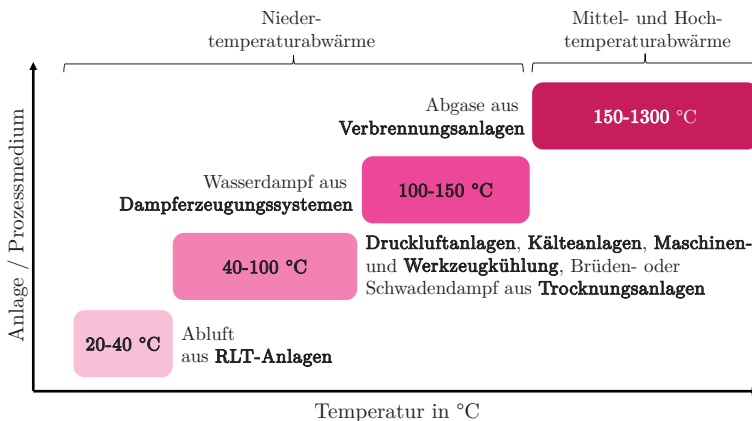 Nieder-
temperaturabwärme
Mittel- und Hoch-
temperaturabwärme
Anlage / Prozessmedium
Abgase aus
Verbrennungsanlagen
150-1300 °C
Wasserdampf aus
Dampferzeugungssystemen
100-150 °C
40-100 °C
Druckluftanlagen, Kälteanlagen, Maschinen-
und Werkzeugkühlung, Brüden- oder
Schwadendampf aus Trocknungsanlagen
20-40 °C
Abluft
aus RLT-Anlagen
Temperatur in °C